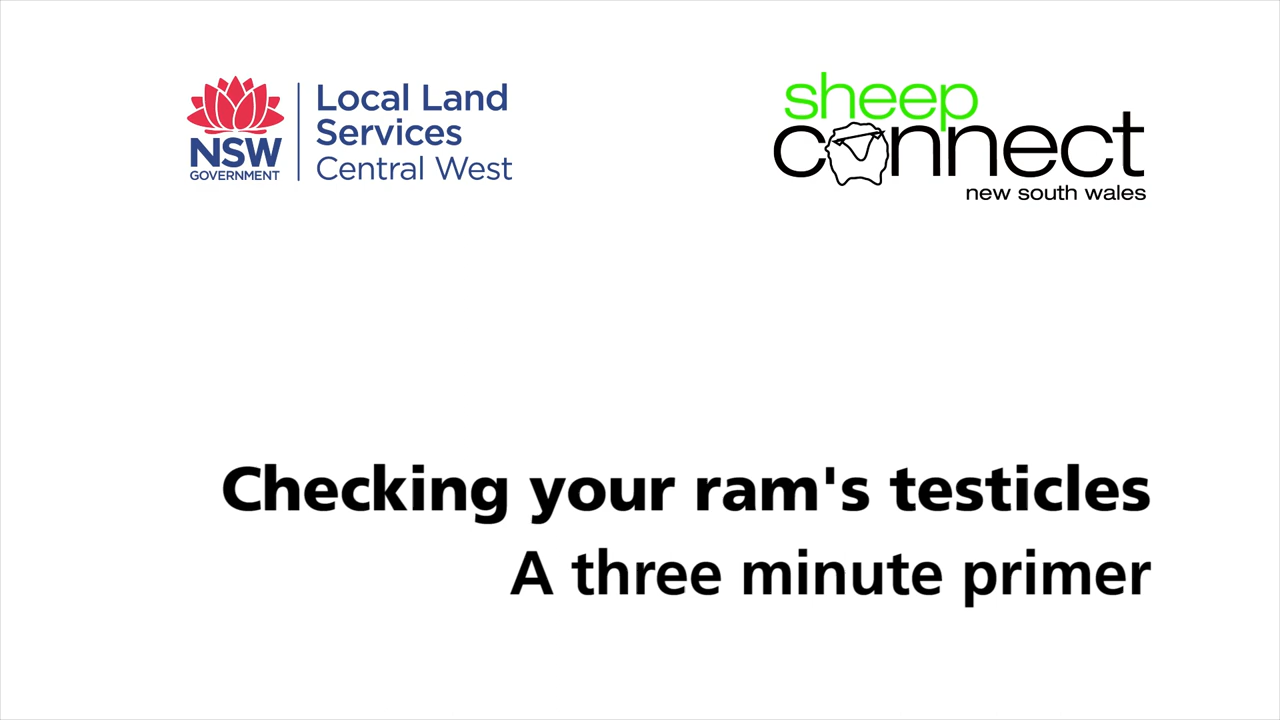 NSW
GOVERNMENT
Local Land
Services
Central West
sheep
connect
new south wales
Checking your ram's testicles
A three minute primer